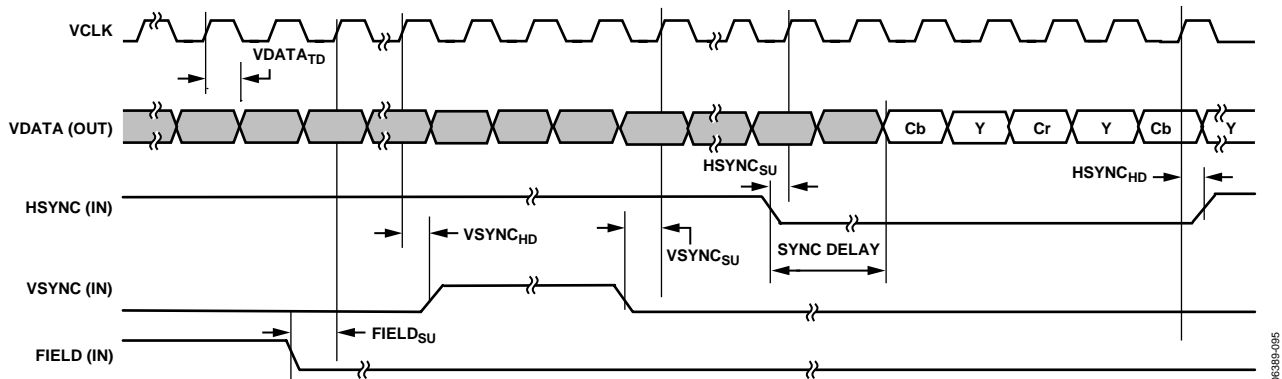 VCLK
VDATA_TD
VDATA (OUT)
Cb Y Cr Y Cb Y
HSYNC_SU
HSYNC_HD
HSYNC (IN)
VSYNC_HD
VSYNC_SU
SYNC DELAY
VSYNC (IN)
FIELD_SU
FIELD (IN)
06389-095